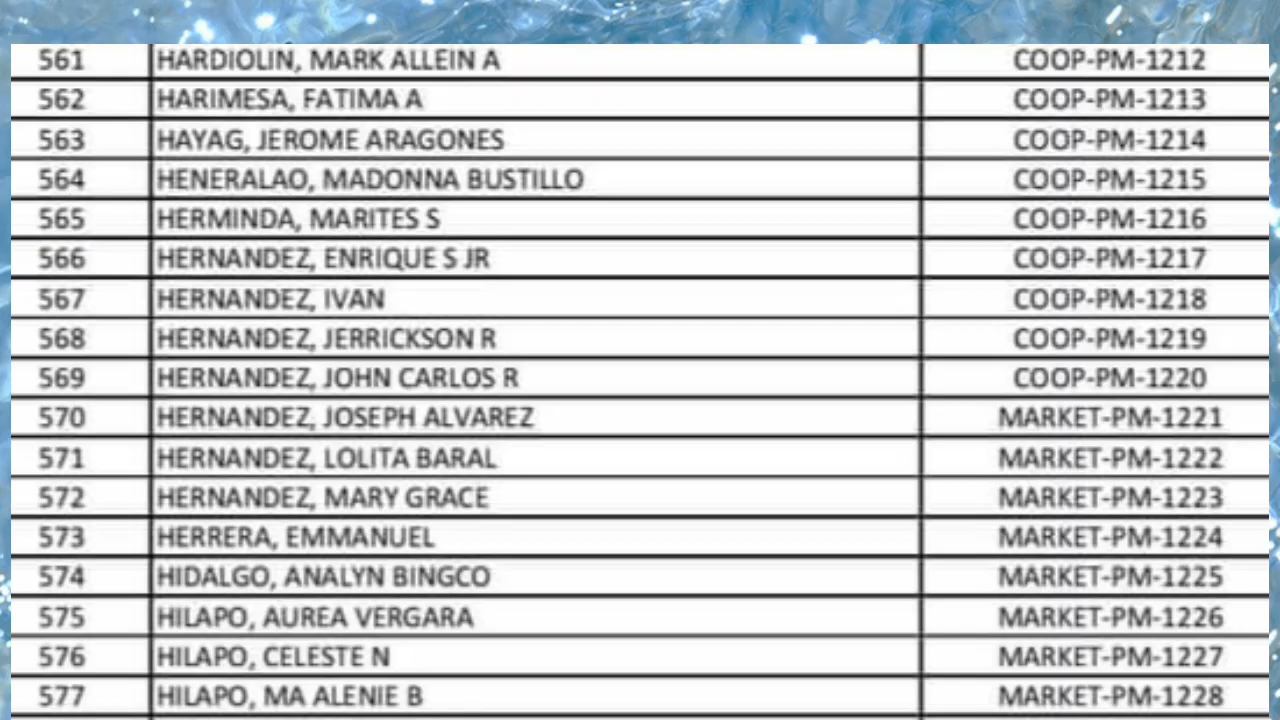 561 HARDIOLIN, MARK ALLEIN A COOP-PM-1212
562 HARIMESA, FATIMA A COOP-PM-1213
563 HAYAG, JEROME ARAGONES COOP-PM-1214
564 HENERALAO, MADONNA BUSTILLO COOP-PM-1215
565 HERMINDA, MARITES S COOP-PM-1216
566 HERNANDEZ, ENRIQUE S JR COOP-PM-1217
567 HERNANDEZ, IVAN COOP-PM-1218
568 HERNANDEZ, JERRICKSON R COOP-PM-1219
569 HERNANDEZ, JOHN CARLOS R COOP-PM-1220
570 HERNANDEZ, JOSEPH ALVAREZ MARKET-PM-1221
571 HERNANDEZ, LOLITA BARAL MARKET-PM-1222
572 HERNANDEZ, MARY GRACE MARKET-PM-1223
573 HERRERA, EMMANUEL MARKET-PM-1224
574 HIDALGO, ANALYN BINGCO MARKET-PM-1225
575 HILAPO, AUREA VERGARA MARKET-PM-1226
576 HILAPO, CELESTE N MARKET-PM-1227
577 HILAPO, MA ALENIE B MARKET-PM-1228